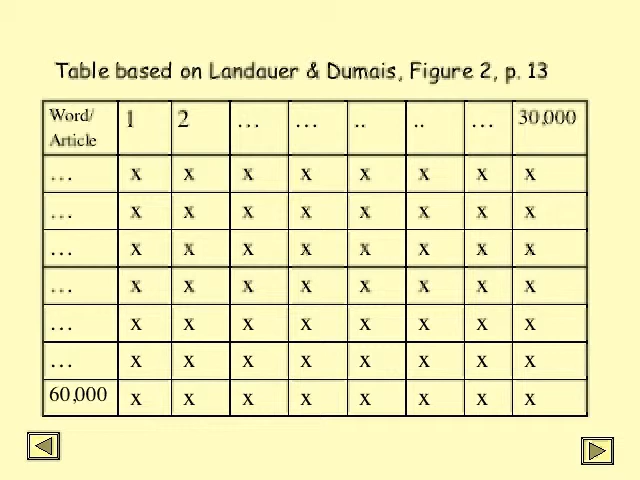 Table based on Landauer & Dumais, Figure 2, p. 13
Word/ Article 1 2 … … .. .. … 30,000
… x x x x x x x x
… x x x x x x x x
… x x x x x x x x
… x x x x x x x x
… x x x x x x x x
… x x x x x x x x
60,000 x x x x x x x x